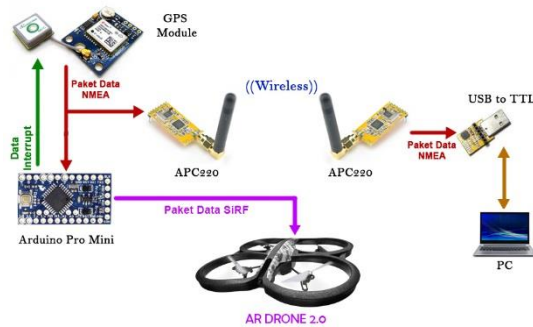 GPS
Module
Paket Data
NMEA
((Wireless))
USB to TTL
Data
Interrupt
APC220
APC220
Paket Data
NMEA
Arduino Pro Mini
Paket Data SiRF
PC
AR DRONE 2.0